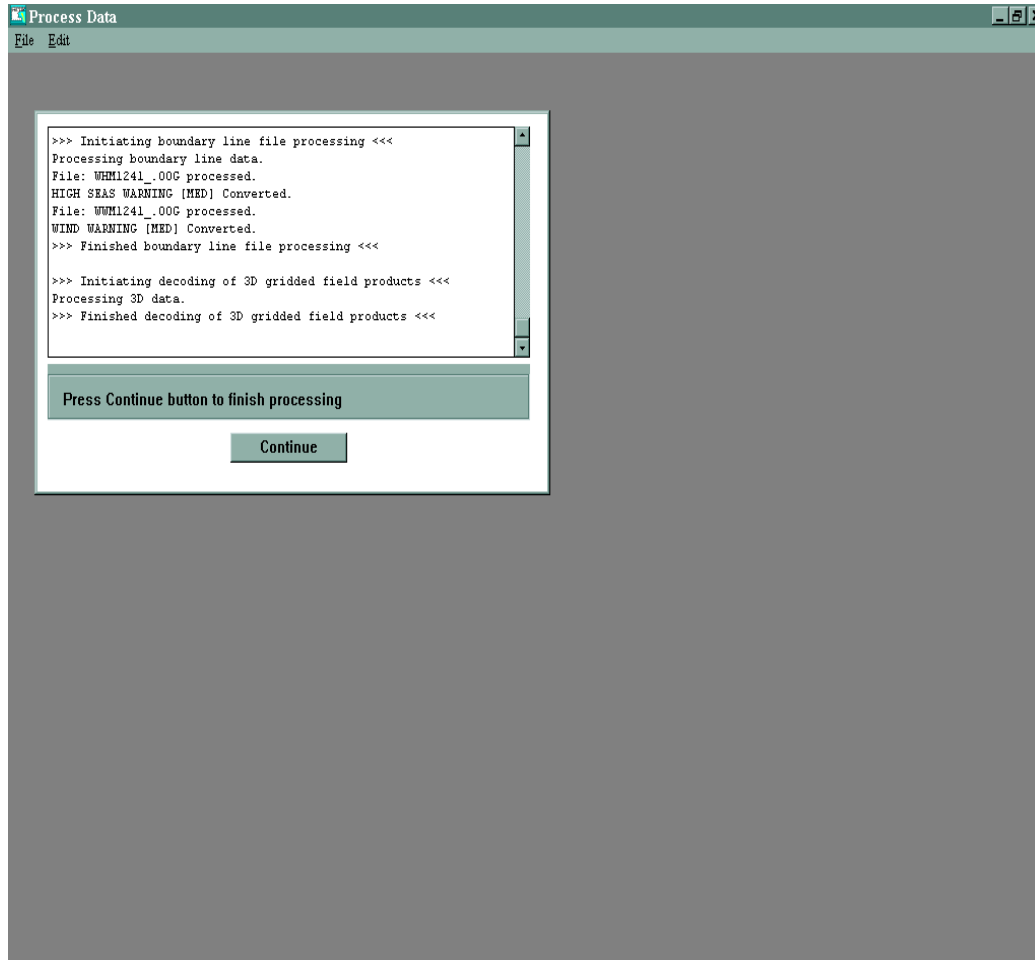 Process Data
File Edit
>>> Initiating boundary line file processing <<<
Processing boundary line data.
File: WHM1241_.00G processed.
HIGH SEAS WARNING [MED] Converted.
File: WWM1241_.00G processed.
WIND WARNING [MED] Converted.
>>> Finished boundary line file processing <<<
>>> Initiating decoding of 3D gridded field products <<<
Processing 3D data.
>>> Finished decoding of 3D gridded field products <<<
Press Continue button to finish processing
Continue